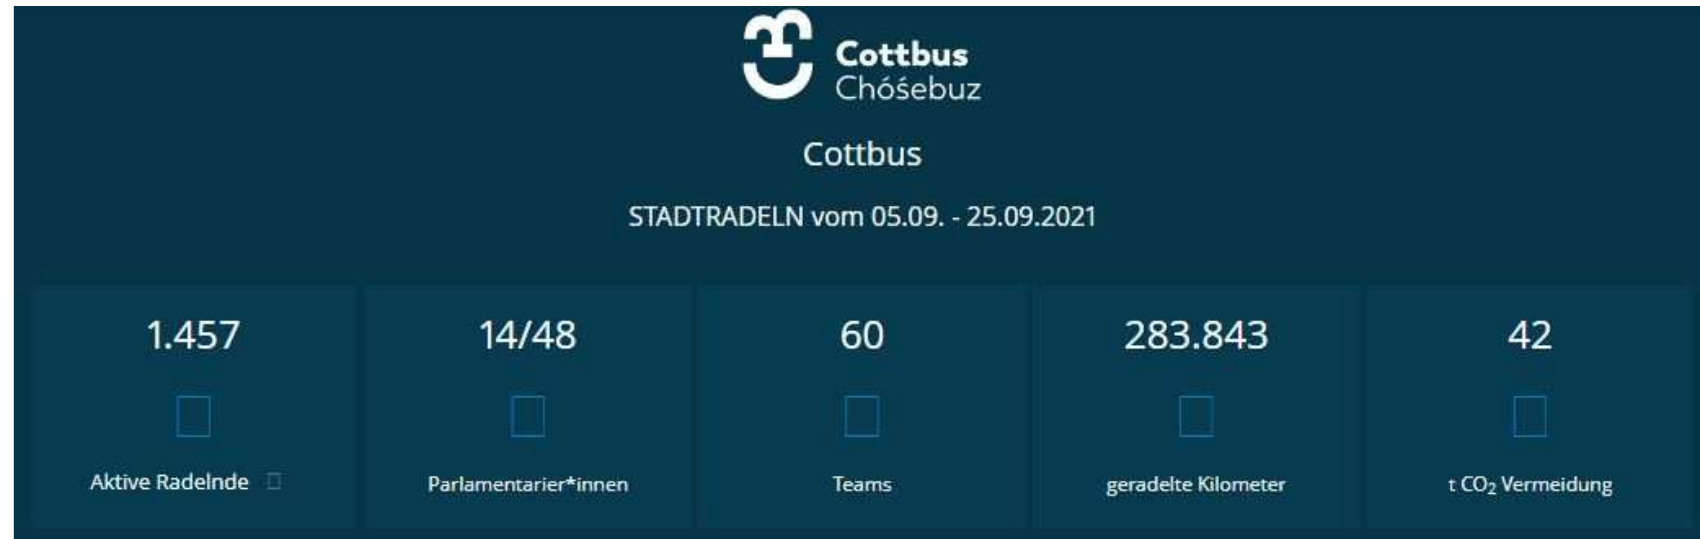 Cottbus
Chóśebuz
Cottbus
STADTRADELN vom 05.09. - 25.09.2021
1.457
14/48
60
283.843
42
Aktive Radelnde
Parlamentarier*innen
Teams
geradelte Kilometer
t CO₂ Vermeidung